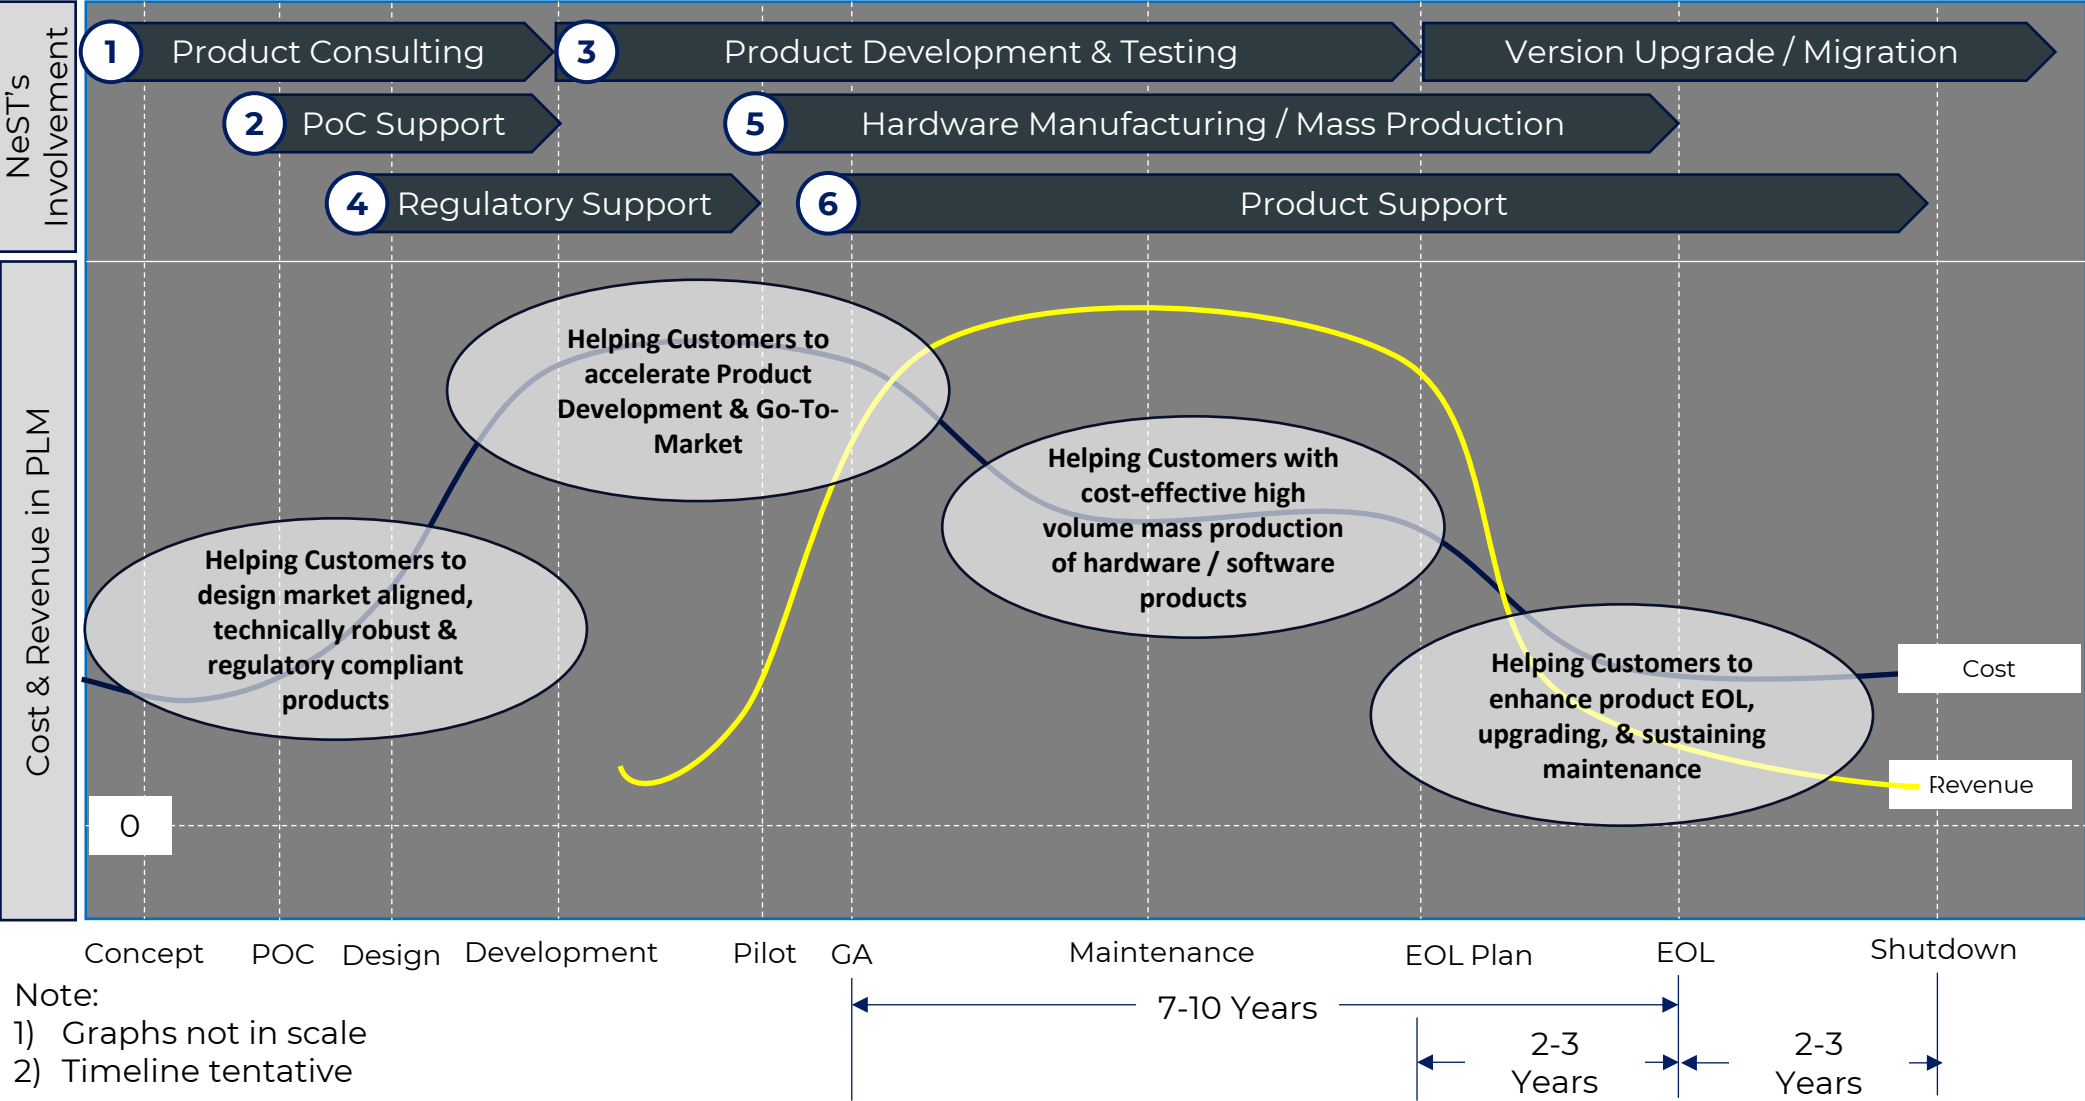 NeST's
Involvement
1
Product Consulting
3
Product Development & Testing
Version Upgrade / Migration
2
PoC Support
5
Hardware Manufacturing / Mass Production
4
Regulatory Support
6
Product Support
Cost & Revenue in PLM
Helping Customers to
accelerate Product
Development & Go-To-
Market
Helping Customers with
cost-effective high
volume mass production
of hardware / software
products
Helping Customers to
design market aligned,
technically robust &
regulatory compliant
products
Helping Customers to
enhance product EOL,
upgrading, & sustaining
maintenance
Cost
Revenue
0
Concept
POC
Design
Development
Pilot
GA
Maintenance
EOL Plan
EOL
Shutdown
7-10 Years
2-3
Years
2-3
Years
Note:
1) Graphs not in scale
2) Timeline tentative